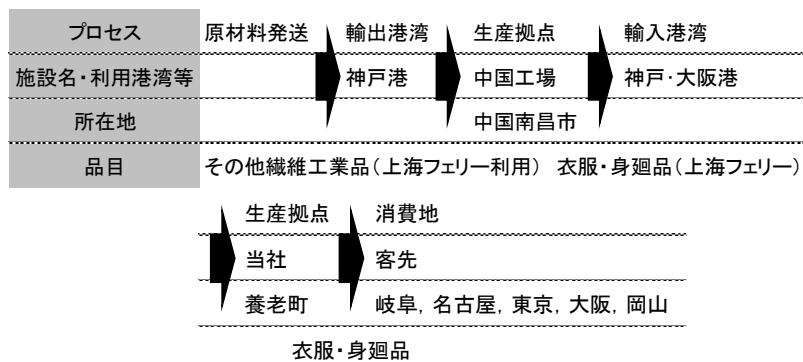 プロセス 原材料発送 輸出港湾 生産拠点 輸入港湾
施設名・利用港湾等 神戸港 中国工場 神戸・大阪港
所在地 中国南昌市
品目 その他繊維工業品(上海フェリー利用) 衣服・身廻品(上海フェリー)
生産拠点 消費地
当社 客先
養老町 岐阜, 名古屋, 東京, 大阪, 岡山
衣服・身廻品